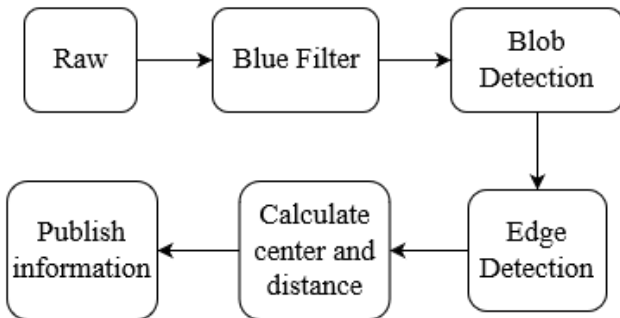 Raw
Blue Filter
Blob
Detection
Edge
Detection
Calculate
center and
distance
Publish
information